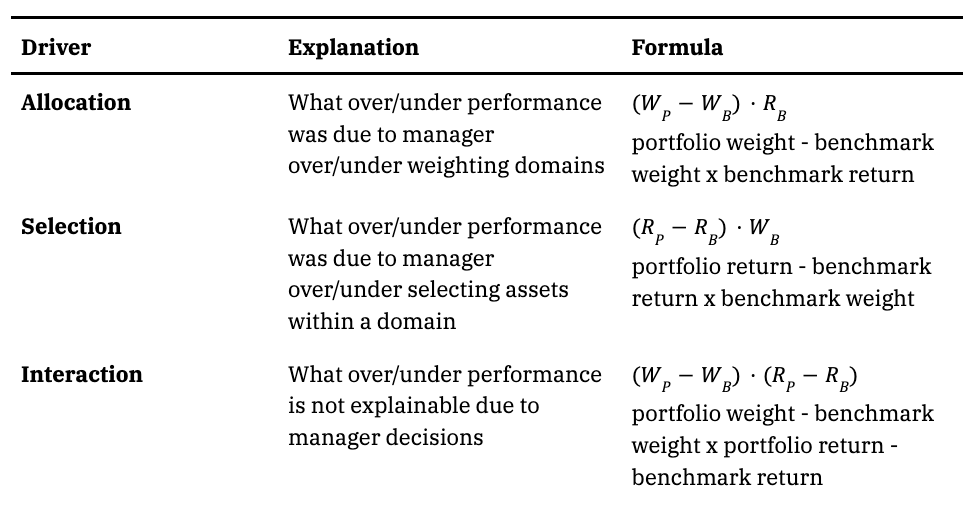 Driver
Explanation
Formula
Allocation
What over/under performance
was due to manager
over/under weighting domains
(W_P − W_B) · R_B
portfolio weight - benchmark
weight x benchmark return
Selection
What over/under performance
was due to manager
over/under selecting assets
within a domain
(R_P − R_B) · W_B
portfolio return - benchmark
return x benchmark weight
Interaction
What over/under performance
is not explainable due to
manager decisions
(W_P − W_B) · (R_P − R_B)
portfolio weight - benchmark
weight x portfolio return -
benchmark return